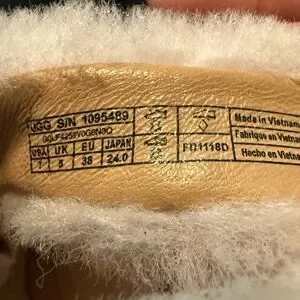 UGG S/N 1095489
USA UK EU JAPAN
1 5 38 24.0
FD1118D
Made in Vietnam
Fabriqué en Vietnam
Hecho en Vietnam